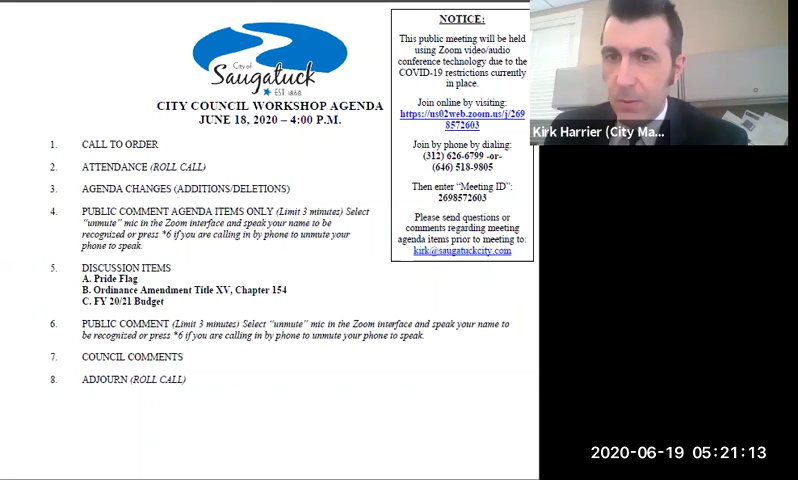 City of
Saugatuck
EST. 1868
CITY COUNCIL WORKSHOP AGENDA
JUNE 18, 2020 – 4:00 P.M.
1. CALL TO ORDER
2. ATTENDANCE (ROLL CALL)
3. AGENDA CHANGES (ADDITIONS/DELETIONS)
4. PUBLIC COMMENT AGENDA ITEMS ONLY (Limit 3 minutes) Select
"unmute" mic in the Zoom interface and speak your name to be
recognized or press *6 if you are calling in by phone to unmute your
phone to speak.
5. DISCUSSION ITEMS
A. Pride Flag
B. Ordinance Amendment Title XV, Chapter 154
C. FY 20/21 Budget
6. PUBLIC COMMENT (Limit 3 minutes) Select "unmute" mic in the Zoom interface and speak your name to
be recognized or press *6 if you are calling in by phone to unmute your phone to speak.
7. COUNCIL COMMENTS
8. ADJOURN (ROLL CALL)
NOTICE:
This public meeting will be held
using Zoom video/audio
conference technology due to the
COVID-19 restrictions currently
in place.
Join online by visiting:
https://us02web.zoom.us/j/269
8572603
Join by phone by dialing:
(312) 626-6799 -or-
(646) 518-9805
Then enter "Meeting ID":
2698572603
Please send questions or
comments regarding meeting
agenda items prior to meeting to:
kirk@saugatuckcity.com
Kirk Harrier (City Ma...
2020-06-19 05:21:13